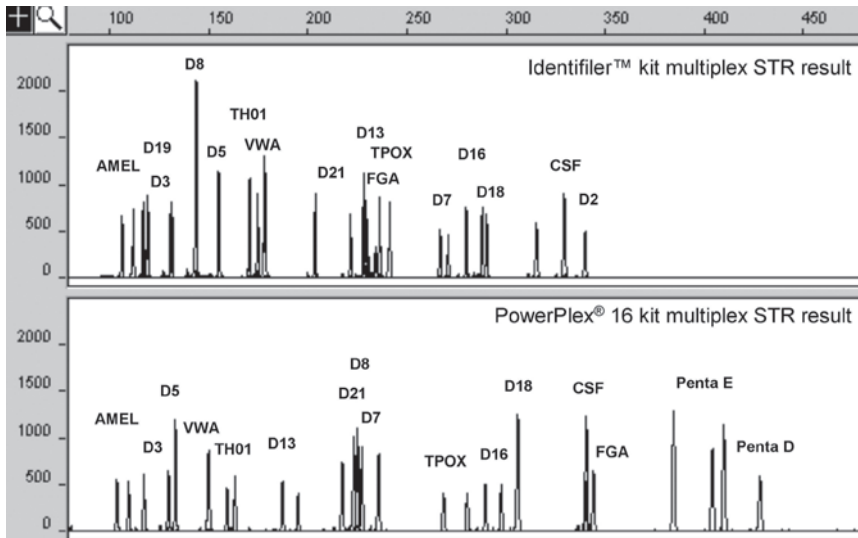 100 150 200 250 300 350 400 450
Identifiler™ kit multiplex STR result
D8
2000
1500
TH01
D19
D13
D5
VWA
D21
TPOX
D16
CSF
AMEL
D3
FGA
1000
D7
D18
D2
500
0
PowerPlex® 16 kit multiplex STR result
2000
D8
D5
D21
D18
CSF
Penta E
1500
AMEL
VWA
D7
D3
TH01
D13
TPOX
D16
FGA
Penta D
1000
500
0